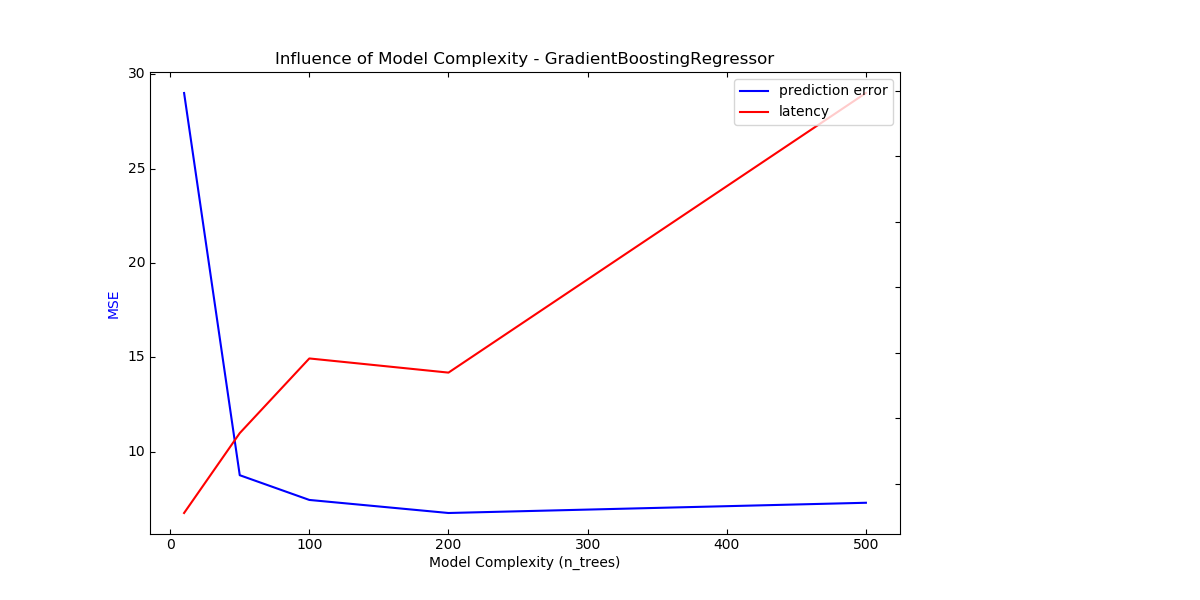 Influence of Model Complexity - GradientBoostingRegressor
prediction error
latency
30
25
20
15
10
MSE
0 100 200 300 400 500
Model Complexity (n_trees)